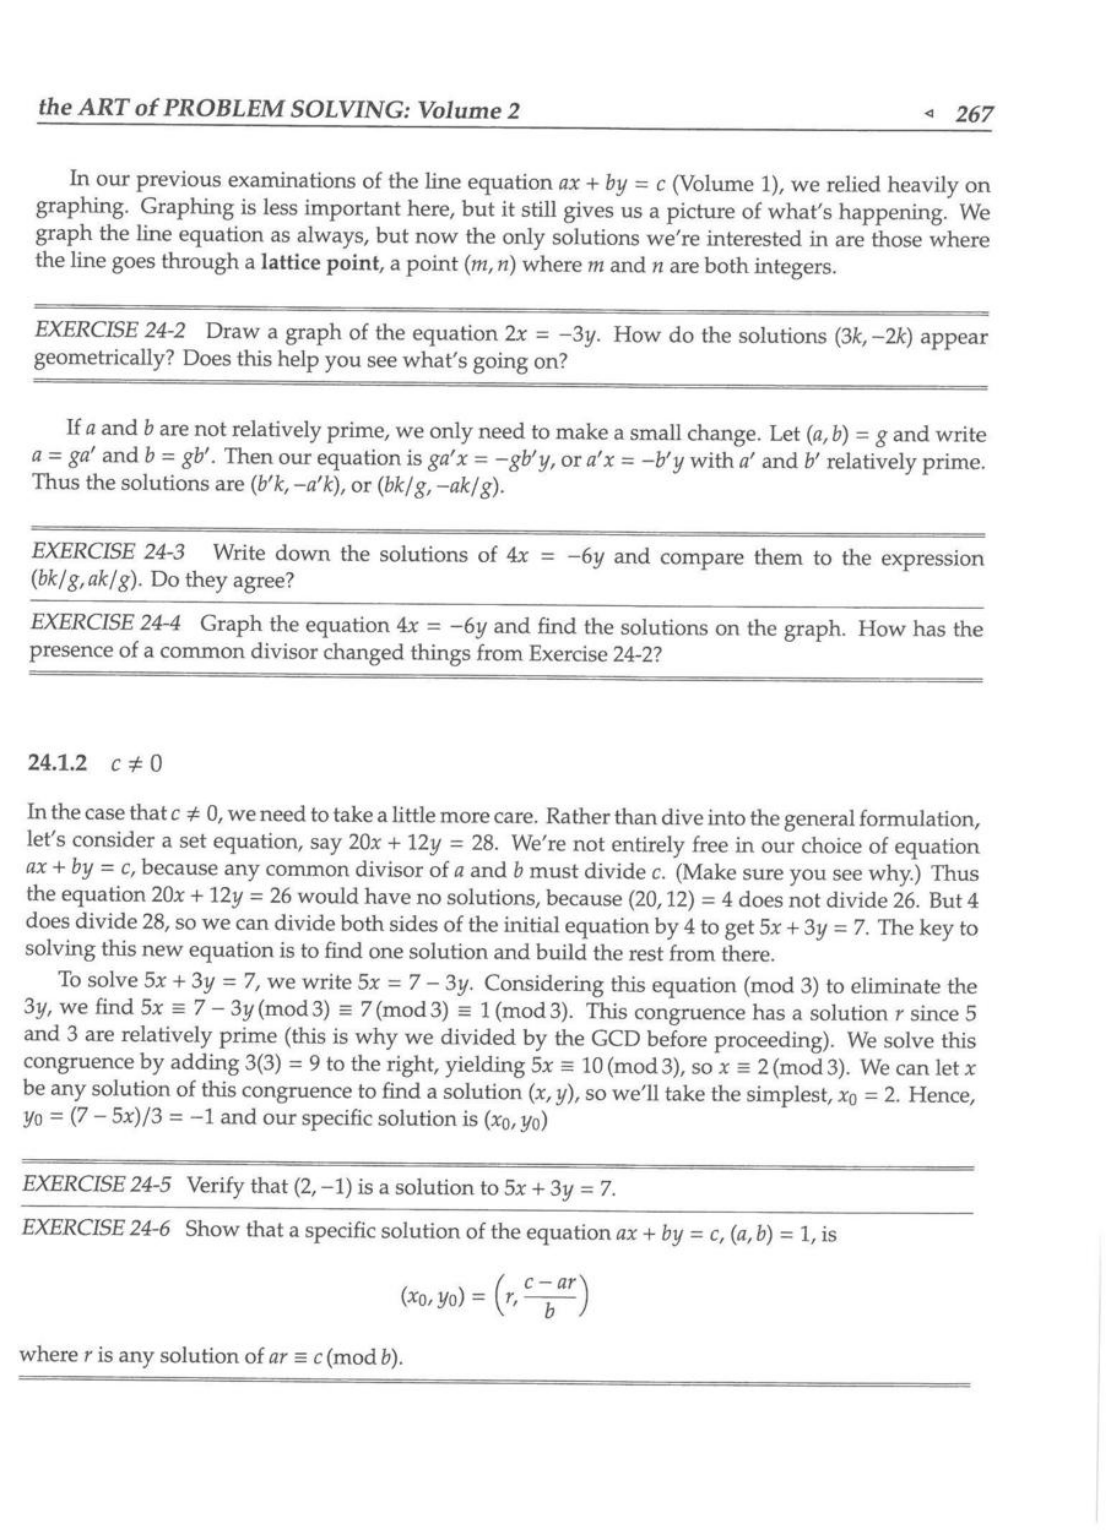 the ART of PROBLEM SOLVING: Volume 2 ◃ 267
In our previous examinations of the line equation ax + by = c (Volume 1), we relied heavily on
graphing. Graphing is less important here, but it still gives us a picture of what's happening. We
graph the line equation as always, but now the only solutions we're interested in are those where
the line goes through a lattice point, a point (m, n) where m and n are both integers.
EXERCISE 24-2 Draw a graph of the equation 2x = −3y. How do the solutions (3k, −2k) appear
geometrically? Does this help you see what's going on?
If a and b are not relatively prime, we only need to make a small change. Let (a, b) = g and write
a = ga′ and b = gb′. Then our equation is ga′x = −gb′y, or a′x = −b′y with a′ and b′ relatively prime.
Thus the solutions are (b′k, −a′k), or (bk/g, −ak/g).
EXERCISE 24-3 Write down the solutions of 4x = −6y and compare them to the expression
(bk/g, ak/g). Do they agree?
EXERCISE 24-4 Graph the equation 4x = −6y and find the solutions on the graph. How has the
presence of a common divisor changed things from Exercise 24-2?
24.1.2 c ≠ 0
In the case that c ≠ 0, we need to take a little more care. Rather than dive into the general formulation,
let's consider a set equation, say 20x + 12y = 28. We're not entirely free in our choice of equation
ax + by = c, because any common divisor of a and b must divide c. (Make sure you see why.) Thus
the equation 20x + 12y = 26 would have no solutions, because (20, 12) = 4 does not divide 26. But 4
does divide 28, so we can divide both sides of the initial equation by 4 to get 5x + 3y = 7. The key to
solving this new equation is to find one solution and build the rest from there.
To solve 5x + 3y = 7, we write 5x = 7 − 3y. Considering this equation (mod 3) to eliminate the
3y, we find 5x ≡ 7 − 3y (mod 3) ≡ 7 (mod 3) ≡ 1 (mod 3). This congruence has a solution r since 5
and 3 are relatively prime (this is why we divided by the GCD before proceeding). We solve this
congruence by adding 3(3) = 9 to the right, yielding 5x ≡ 10 (mod 3), so x ≡ 2 (mod 3). We can let x
be any solution of this congruence to find a solution (x, y), so we'll take the simplest, x₀ = 2. Hence,
y₀ = (7 − 5x)/3 = −1 and our specific solution is (x₀, y₀)
EXERCISE 24-5 Verify that (2, −1) is a solution to 5x + 3y = 7.
EXERCISE 24-6 Show that a specific solution of the equation ax + by = c, (a, b) = 1, is
(x₀, y₀) = (r, (c − ar)/b)
where r is any solution of ar ≡ c (mod b).